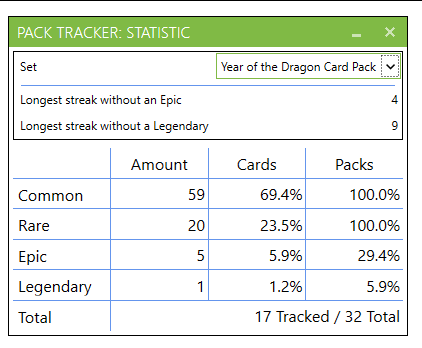 PACK TRACKER: STATISTIC
Set Year of the Dragon Card Pack
Longest streak without an Epic 4
Longest streak without a Legendary 9
Amount Cards Packs
Common 59 69.4% 100.0%
Rare 20 23.5% 100.0%
Epic 5 5.9% 29.4%
Legendary 1 1.2% 5.9%
Total 17 Tracked / 32 Total